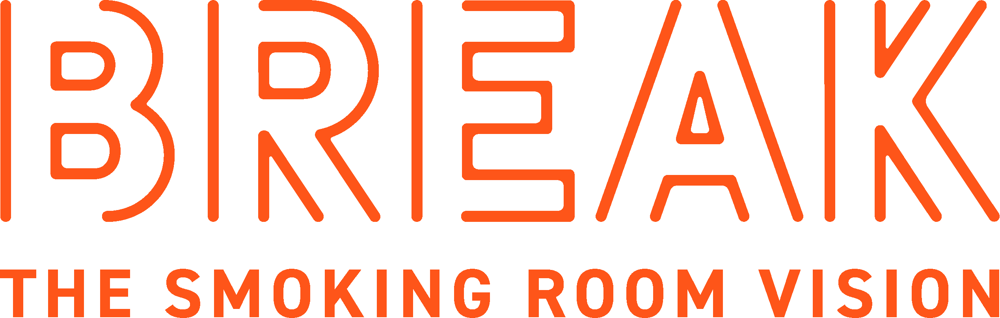 BREAK
THE SMOKING ROOM VISION